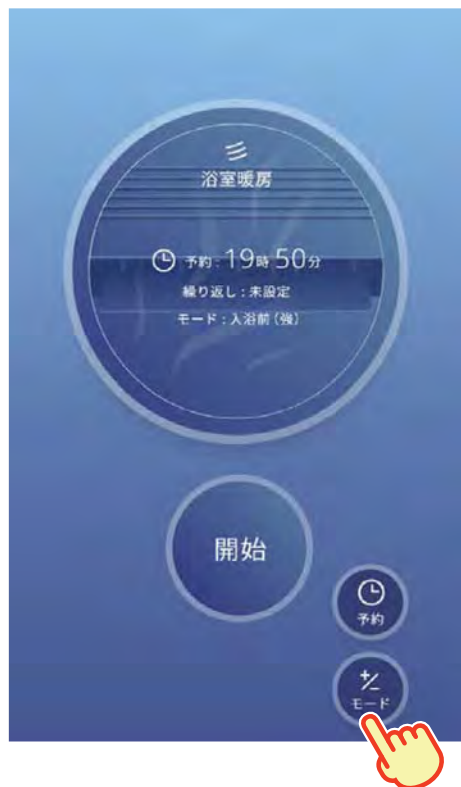 浴室暖房
予約:19時50分
繰り返し:未設定
モード:入浴前(強)
開始
予約
モード